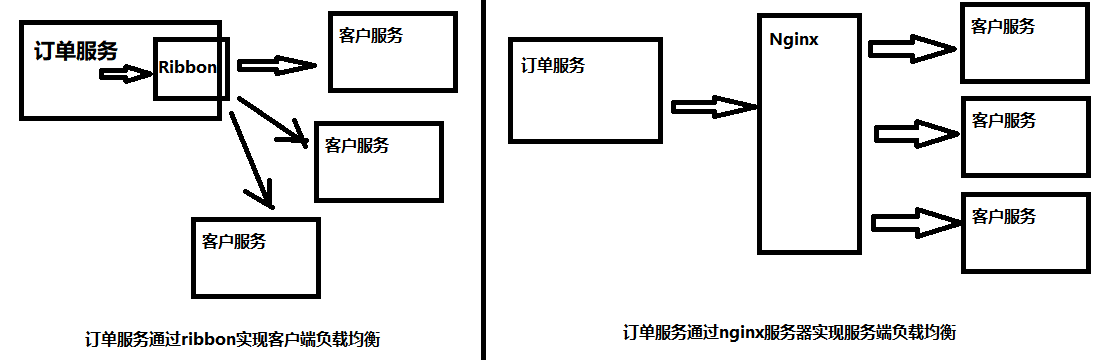 订单服务
Ribbon
客户服务
客户服务
客户服务
订单服务通过ribbon实现客户端负载均衡
订单服务
Nginx
客户服务
客户服务
客户服务
订单服务通过nginx服务器实现服务端负载均衡